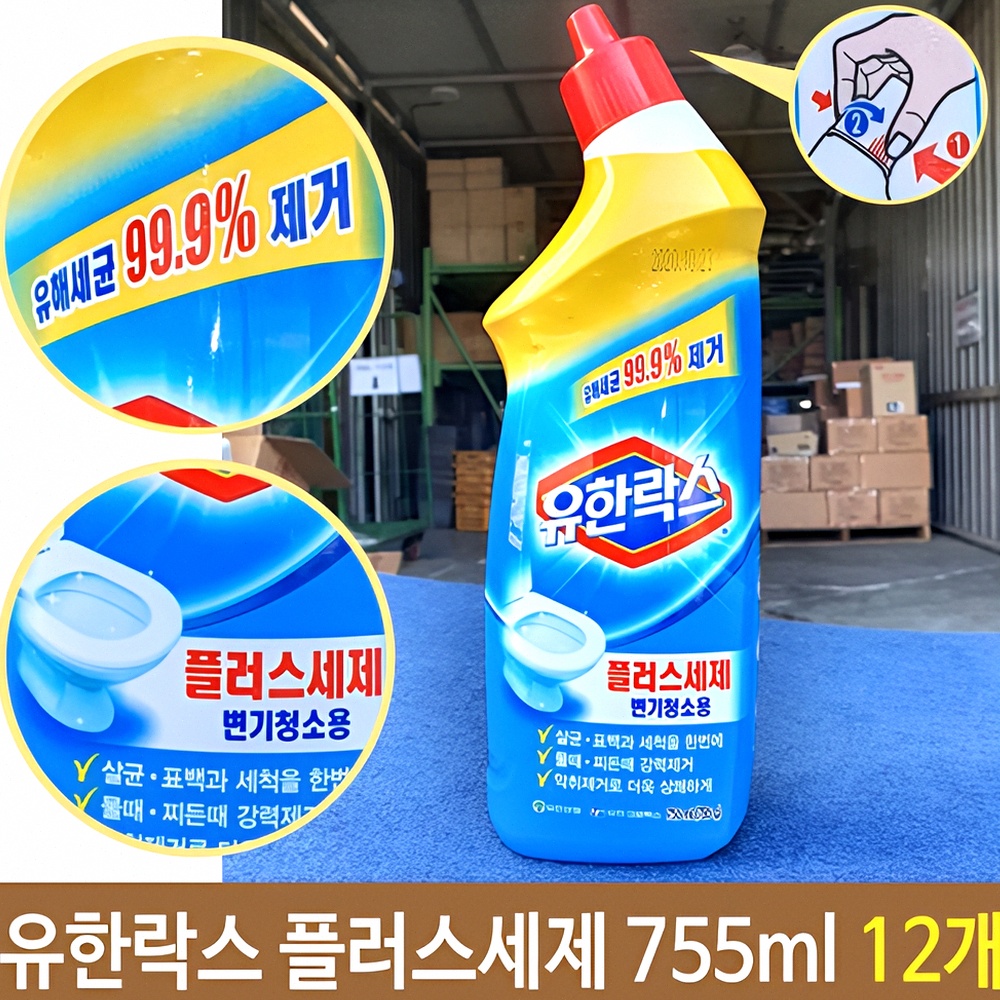 유해세균 99.9% 제거
2
1
2020.10.21
유해세균 99.9% 제거
유한락스
플러스세제
변기청소용
살균·표백과 세척을 한번에
물때·찌든때 강력제거
악취제거로 더욱 상쾌하게
플러스세제
변기청소용
살균·표백과 세척을 한번
물때·찌든때 강력제
유한락스 플러스세제 755ml 12개